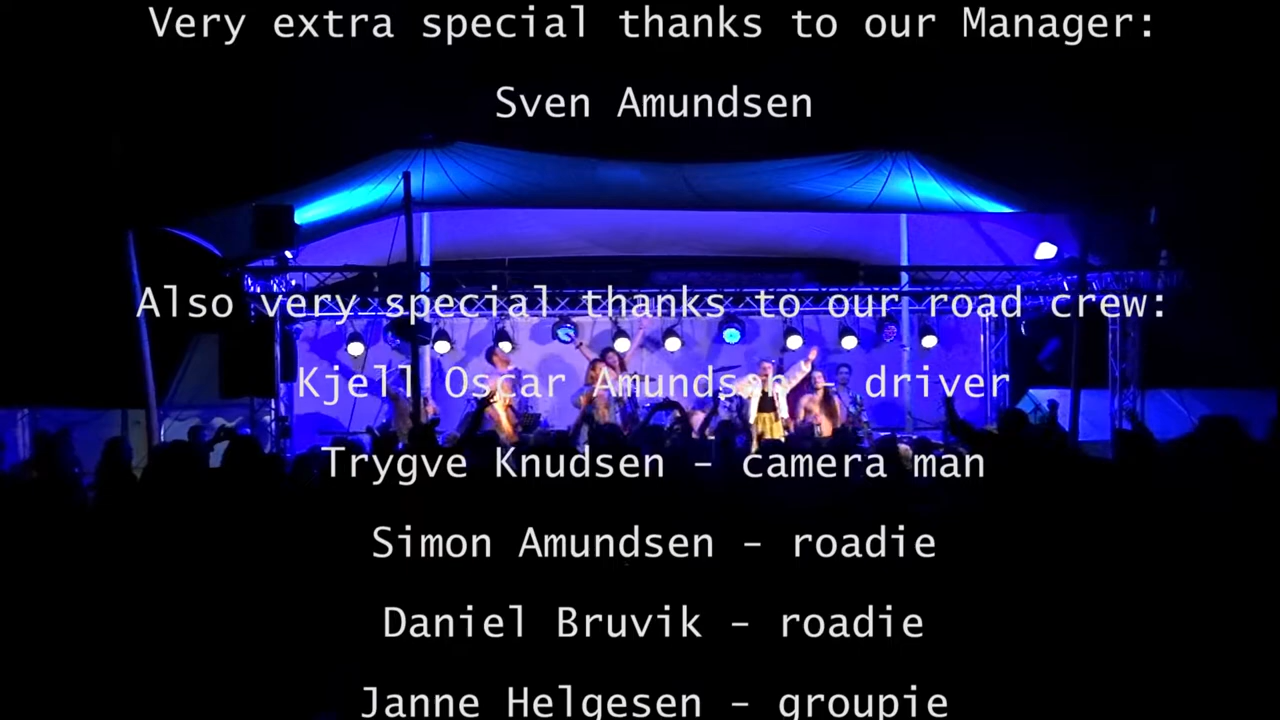 Very extra special thanks to our Manager:
Sven Amundsen
Also very special thanks to our road crew:
Kjell Oscar Amundsen - driver
Trygve Knudsen - camera man
Simon Amundsen - roadie
Daniel Bruvik - roadie
Janne Helgesen - groupie